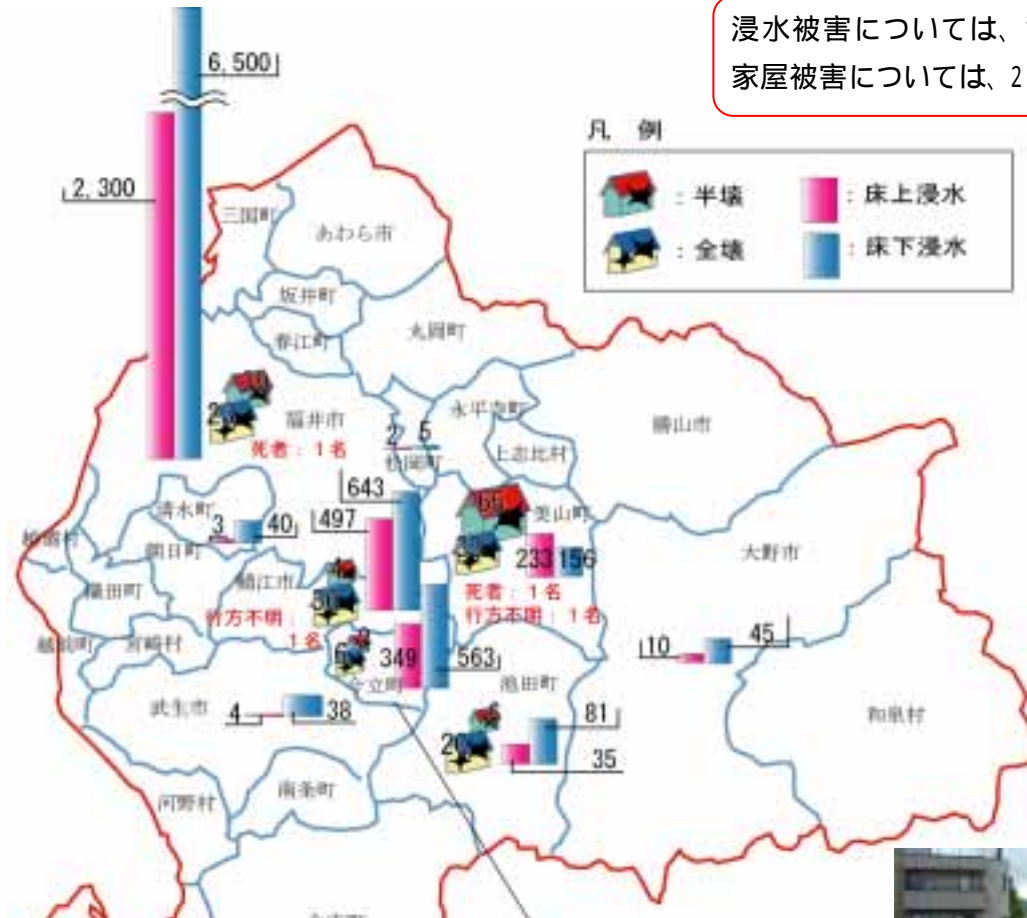 浸水被害については、
家屋被害については、2
6,500
凡 例
2,300
: 半壊
: 床上浸水
: 全壊
: 床下浸水
三国町
あわら市
坂井町
丸岡町
春江町
永平寺町
福井市
勝山市
死者：1名
2 5
松岡町
上志比村
643
497
清水町
3 40
美山町
233 156
大野市
朝日町
鯖江市
織田町
死者：1名
行方不明：1名
行方不明：
1名
宮崎村
10 45
6
349 563
今立町
池田町
武生市
4 38
81
35
和泉村
南条町
河野村